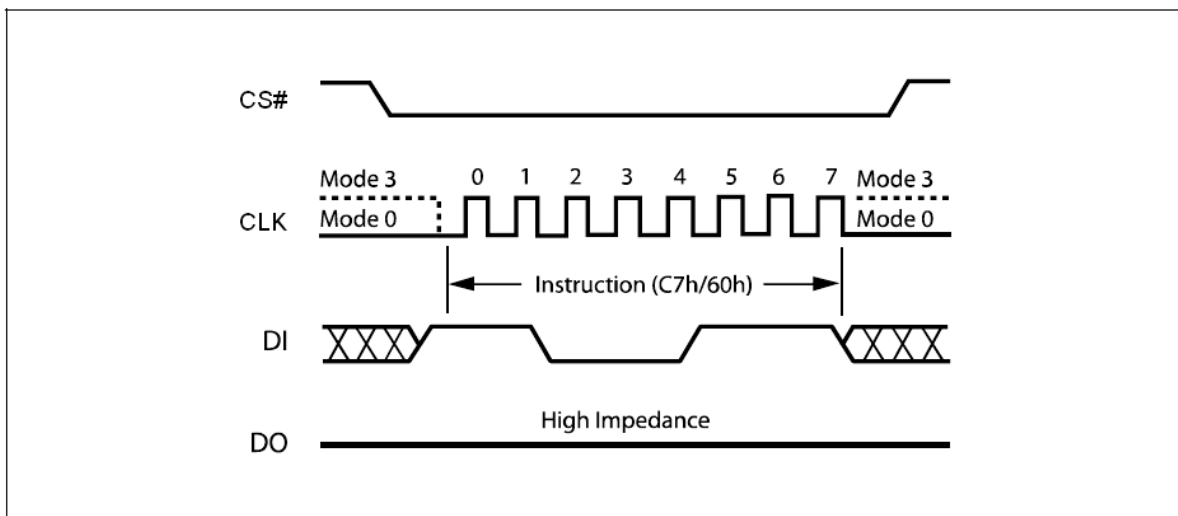 CS#
Mode 3 0 1 2 3 4 5 6 7 Mode 3
CLK Mode 0 Mode 0
Instruction (C7h/60h)
DI
High Impedance
DO